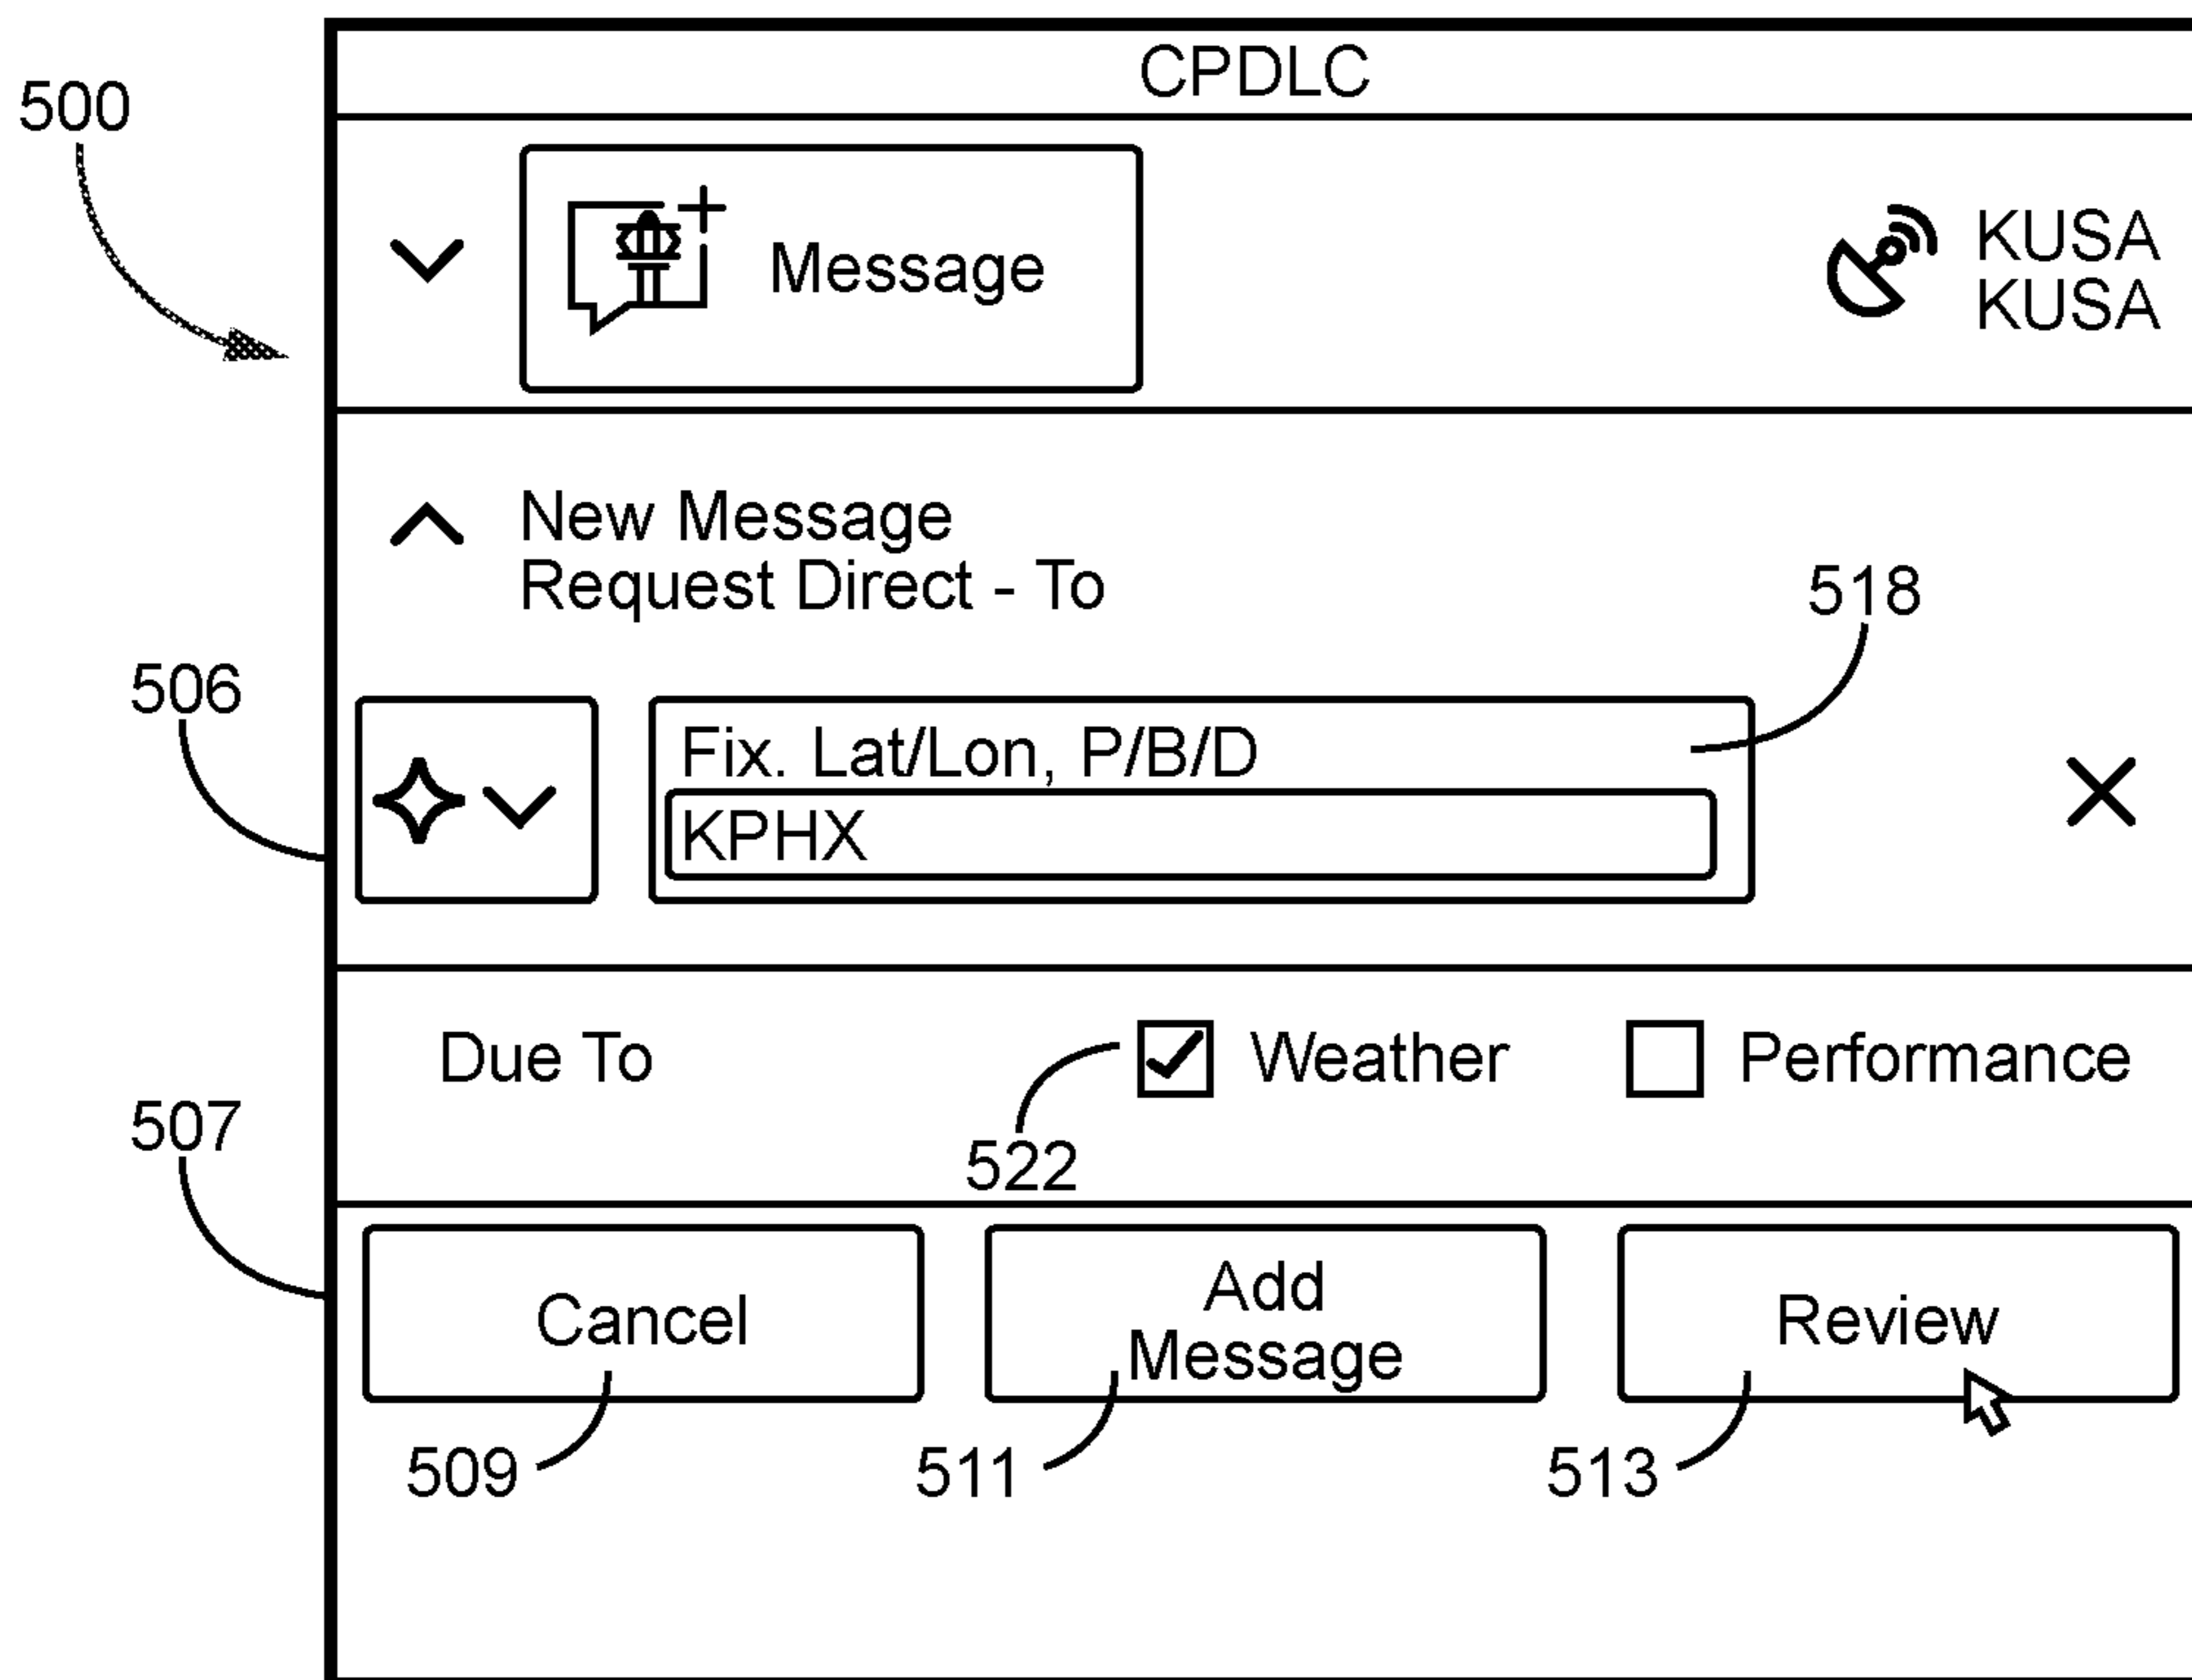 CPDLC
500
Message
KUSA
KUSA
New Message
Request Direct - To
518
506
Fix. Lat/Lon, P/B/D
KPHX
Due To
Weather
Performance
507
522
Cancel
Add
Message
Review
509
511
513